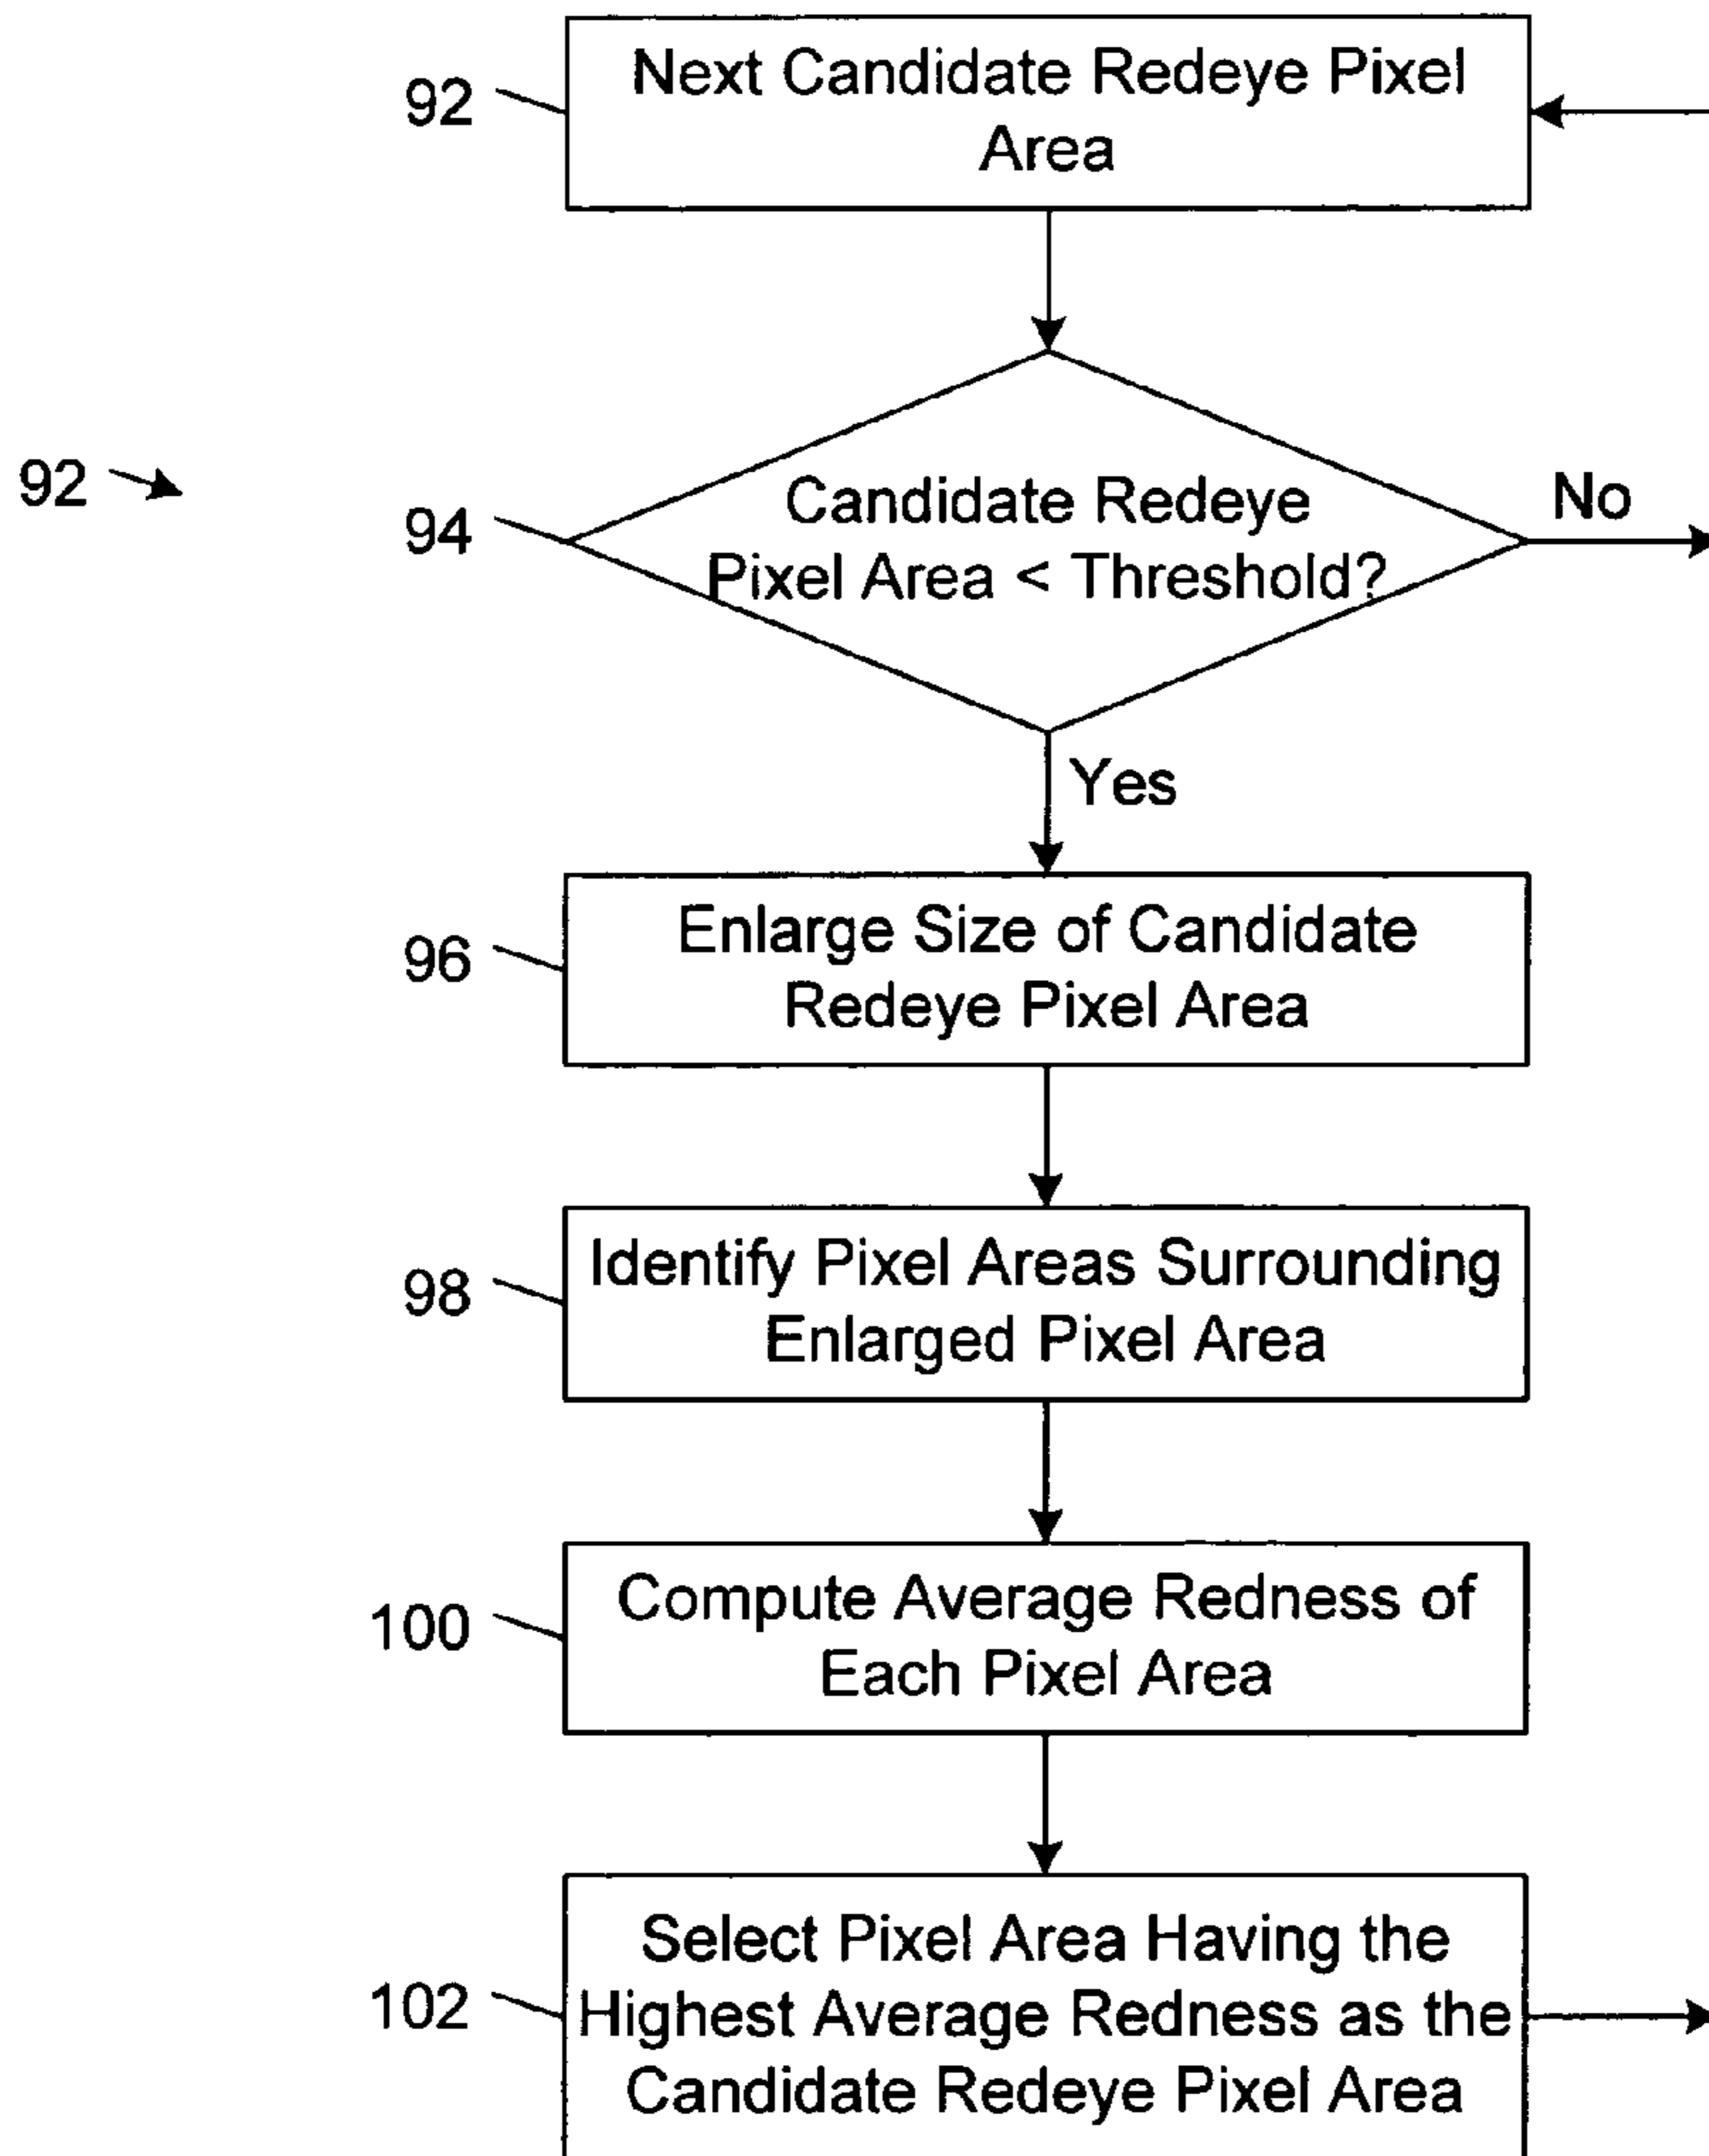 92
Next Candidate Redeye Pixel
Area
92
94
Candidate Redeye
Pixel Area < Threshold?
No
Yes
96
Enlarge Size of Candidate
Redeye Pixel Area
98
Identify Pixel Areas Surrounding
Enlarged Pixel Area
100
Compute Average Redness of
Each Pixel Area
102
Select Pixel Area Having the
Highest Average Redness as the
Candidate Redeye Pixel Area